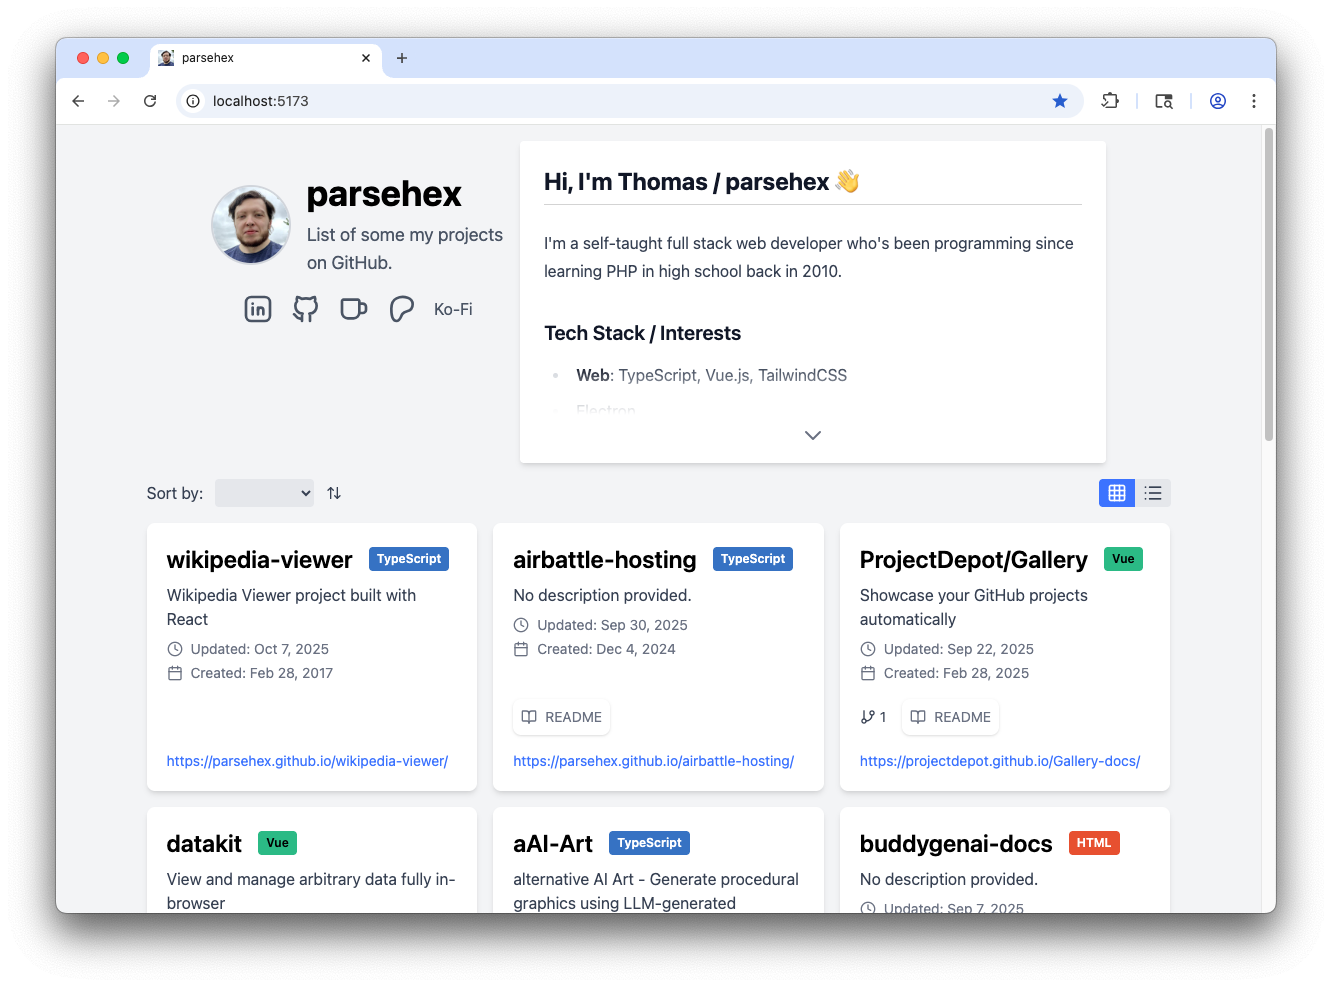 parsehex
localhost:5173
parsehex
List of some my projects
on GitHub.
Ko-Fi
Hi, I'm Thomas / parsehex 👋
I'm a self-taught full stack web developer who's been programming since
learning PHP in high school back in 2010.
Tech Stack / Interests
Web: TypeScript, Vue.js, TailwindCSS
Electron
Sort by:
wikipedia-viewer TypeScript
Wikipedia Viewer project built with
React
Updated: Oct 7, 2025
Created: Feb 28, 2017
https://parsehex.github.io/wikipedia-viewer/
airbattle-hosting TypeScript
No description provided.
Updated: Sep 30, 2025
Created: Dec 4, 2024
README
https://parsehex.github.io/airbattle-hosting/
ProjectDepot/Gallery Vue
Showcase your GitHub projects
automatically
Updated: Sep 22, 2025
Created: Feb 28, 2025
1 README
https://projectdepot.github.io/Gallery-docs/
datakit Vue
View and manage arbitrary data fully in-
browser
aAI-Art TypeScript
alternative AI Art - Generate procedural
graphics using LLM-generated
buddygenai-docs HTML
No description provided.
Updated: Sep 7, 2025